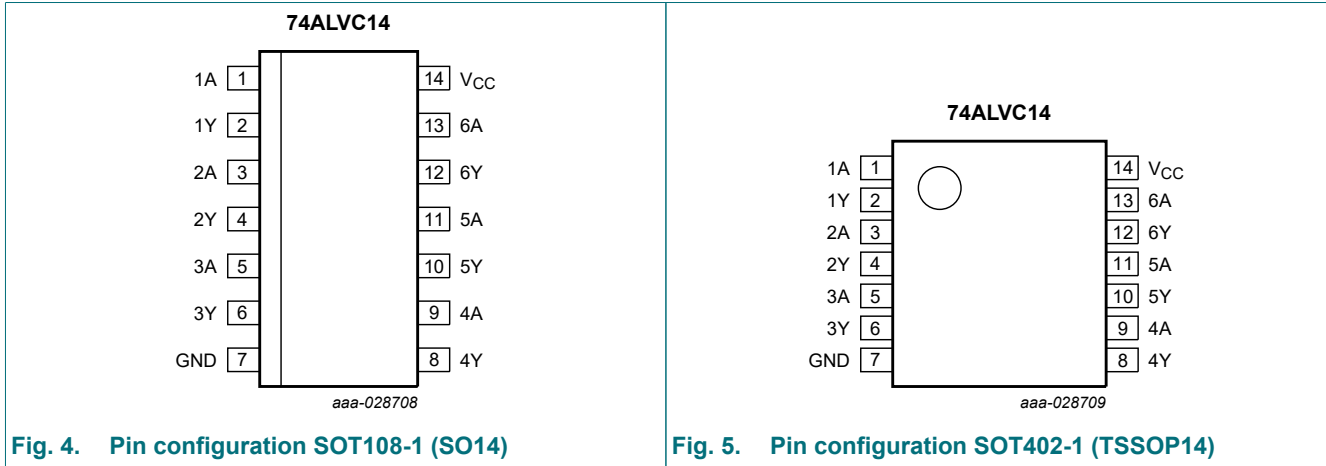 74ALVC14
1A 1 14 VCC
1Y 2 13 6A
2A 3 12 6Y
2Y 4 11 5A
3A 5 10 5Y
3Y 6 9 4A
GND 7 8 4Y
aaa-028708
Fig. 4. Pin configuration SOT108-1 (SO14)
74ALVC14
1A 1 14 VCC
1Y 2 13 6A
2A 3 12 6Y
2Y 4 11 5A
3A 5 10 5Y
3Y 6 9 4A
GND 7 8 4Y
aaa-028709
Fig. 5. Pin configuration SOT402-1 (TSSOP14)